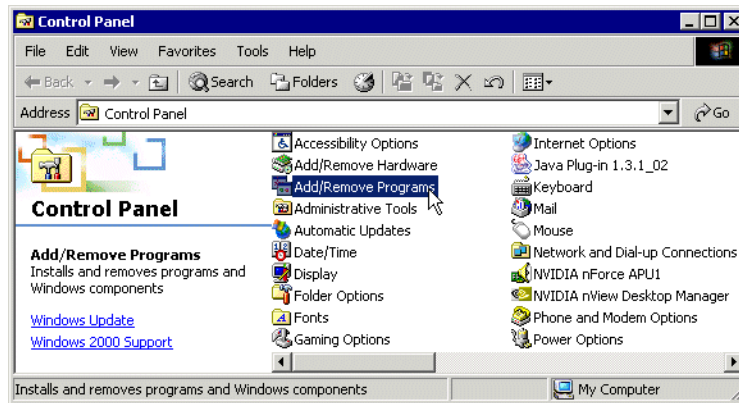 Control Panel
File Edit View Favorites Tools Help
Back Search Folders
Address Control Panel Go
Control Panel
Add/Remove Programs
Installs and removes programs and
Windows components
Windows Update
Windows 2000 Support
Accessibility Options
Add/Remove Hardware
Add/Remove Programs
Administrative Tools
Automatic Updates
Date/Time
Display
Folder Options
Fonts
Gaming Options
Internet Options
Java Plug-in 1.3.1_02
Keyboard
Mail
Mouse
Network and Dial-up Connections
NVIDIA nForce APU1
NVIDIA nView Desktop Manager
Phone and Modem Options
Power Options
Installs and removes programs and Windows components My Computer